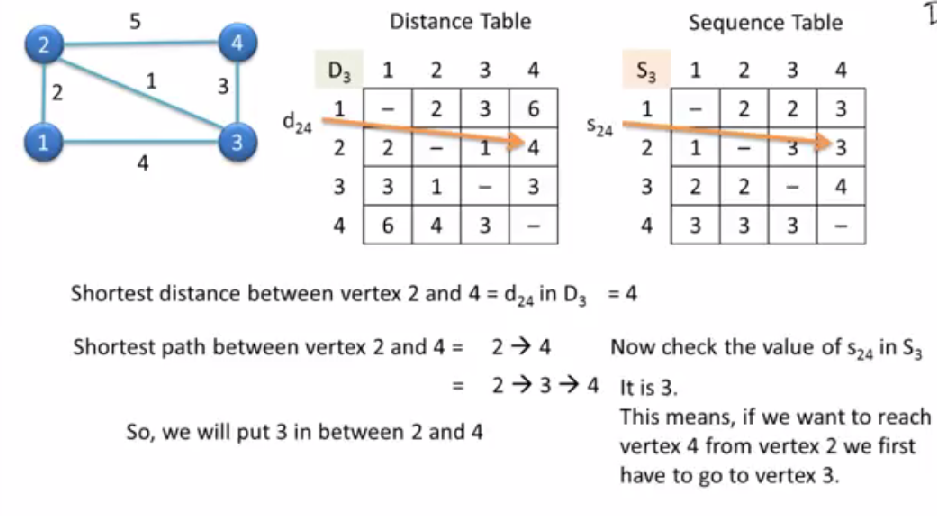 5
2 4
2 1 3
1 3
4
Distance Table
D3 1 2 3 4
d24
1 – 2 3 6
2 2 – 1 4
3 3 1 – 3
4 6 4 3 –
Sequence Table
S3 1 2 3 4
s24
1 – 2 2 3
2 1 – 3 3
3 2 2 – 4
4 3 3 3 –
Shortest distance between vertex 2 and 4 = d24 in D3 = 4
Shortest path between vertex 2 and 4 = 2 → 4 Now check the value of s24 in S3
= 2 → 3 → 4 It is 3.
So, we will put 3 in between 2 and 4
This means, if we want to reach
vertex 4 from vertex 2 we first
have to go to vertex 3.